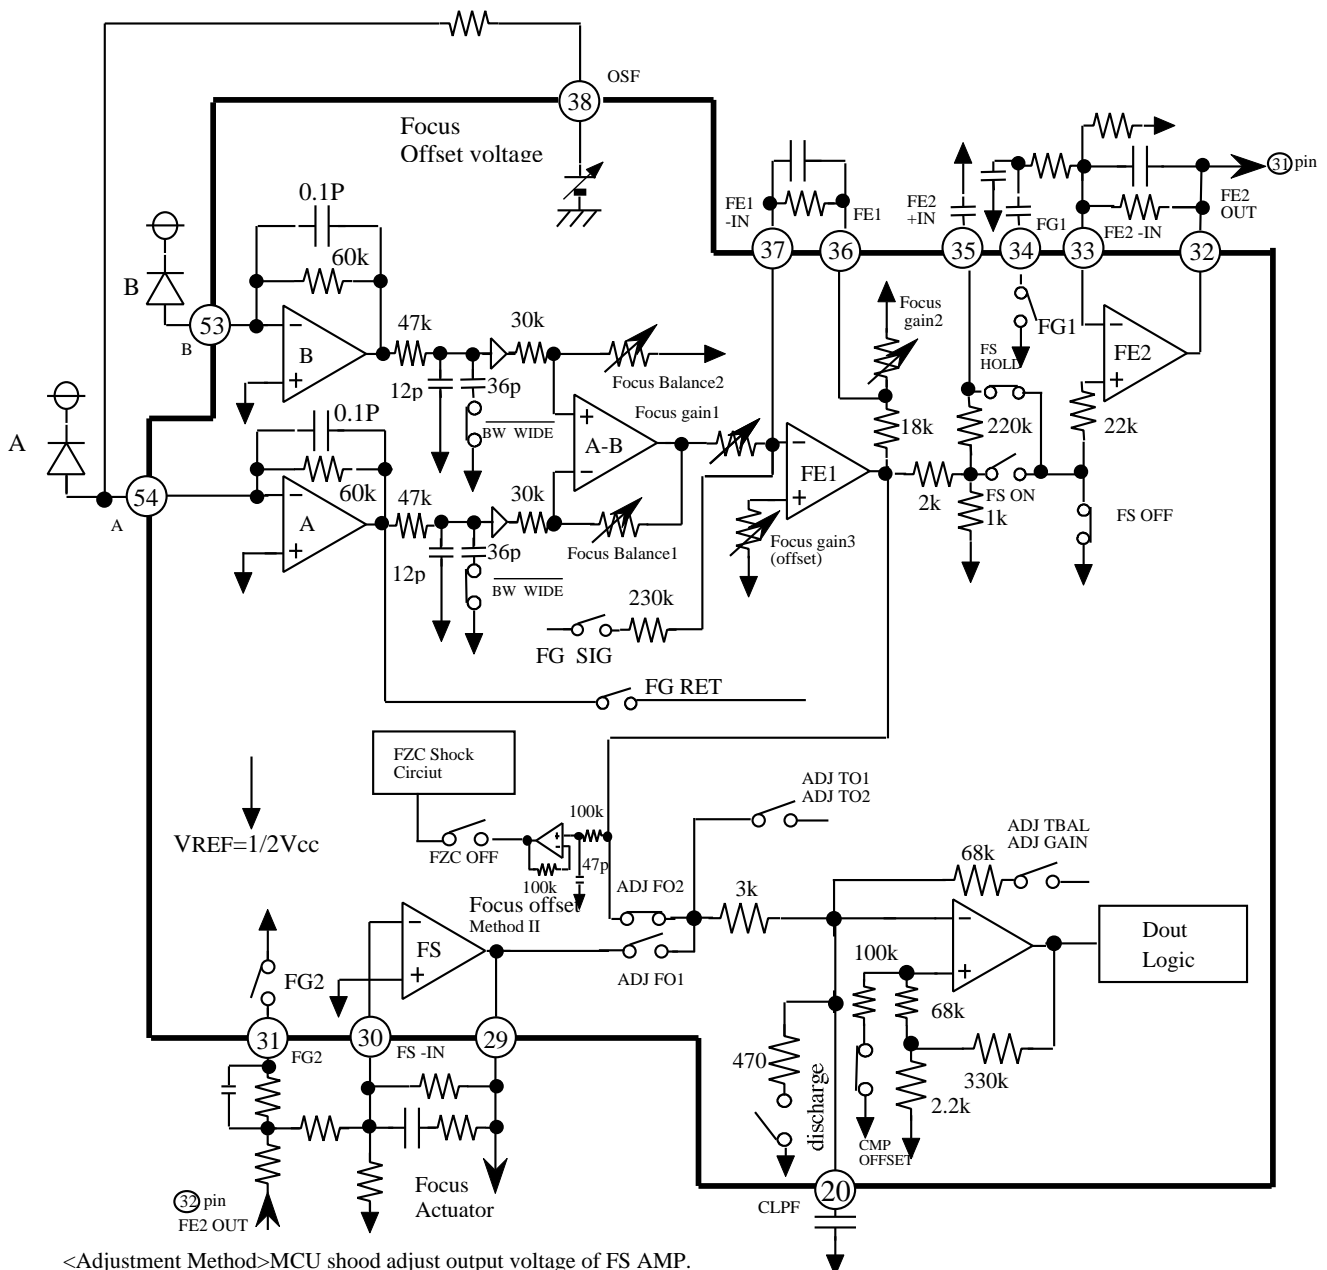 OSF
38
Focus
Offset voltage
31 pin
0.1P
FE1
-IN
FE1
FE2
+IN
FG1
FE2 -IN
FE2
OUT
60k
37
36
35
34
33
32
B
53
B
47k
30k
Focus
gain2
FG1
FS
HOLD
FE2
B
12p
36p
Focus Balance2
BW WIDE
0.1P
Focus gain1
A
A-B
18k
220k
22k
60k
FE1
54
A
47k
30k
2k
FS ON
1k
FS OFF
A
12p
36p
Focus Balance1
Focus gain3
(offset)
BW WIDE
230k
FG SIG
FG RET
FZC Shock
Circiut
ADJ TO1
ADJ TO2
VREF=1/2Vcc
100k
FZC OFF
47p
100k
ADJ FO2
3k
68k
ADJ TBAL
ADJ GAIN
Focus offset
Method II
FS
ADJ FO1
Dout
Logic
FG2
100k
68k
31
30
29
FG2
FS -IN
470
discharge
330k
2.2k
CMP
OFFSET
Focus
Actuator
32 pin
FE2 OUT
20
CLPF
<Adjustment Method>MCU shood adjust output voltage of FS AMP.